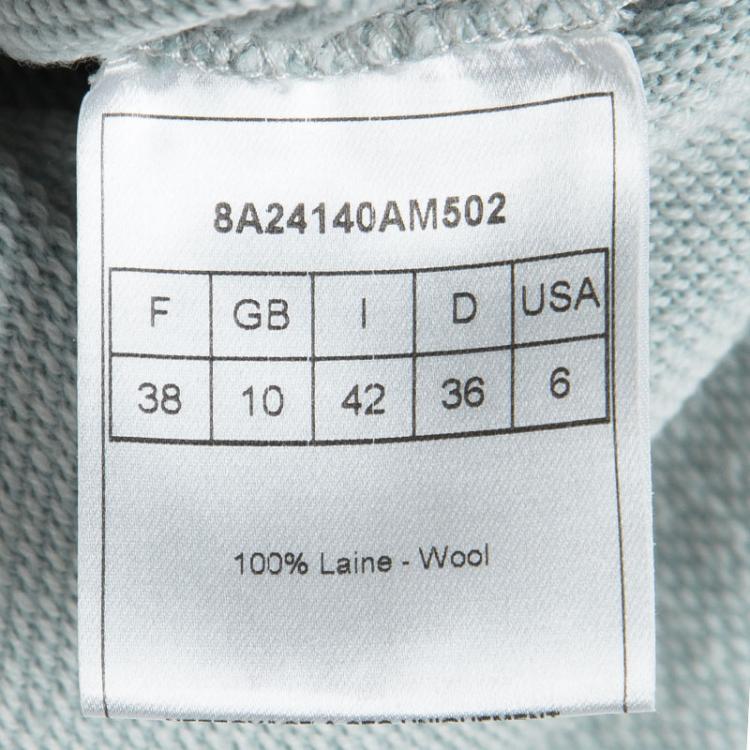 8A24140AM502
F GB I D USA
38 10 42 36 6
100% Laine - Wool